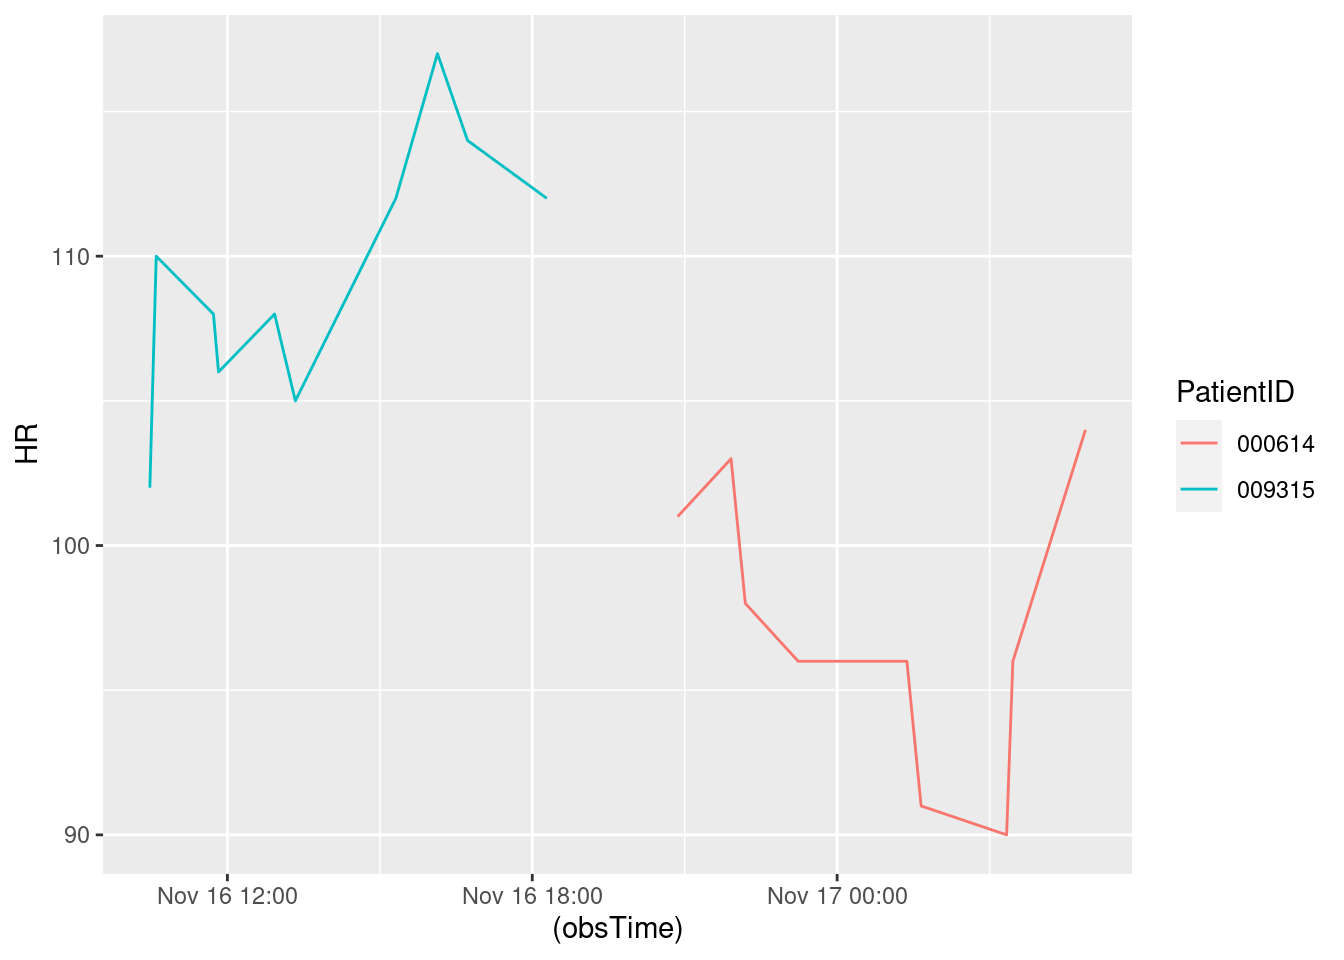 HR
110
100
90
Nov 16 12:00
Nov 16 18:00
Nov 17 00:00
(obsTime)
PatientID
000614
009315